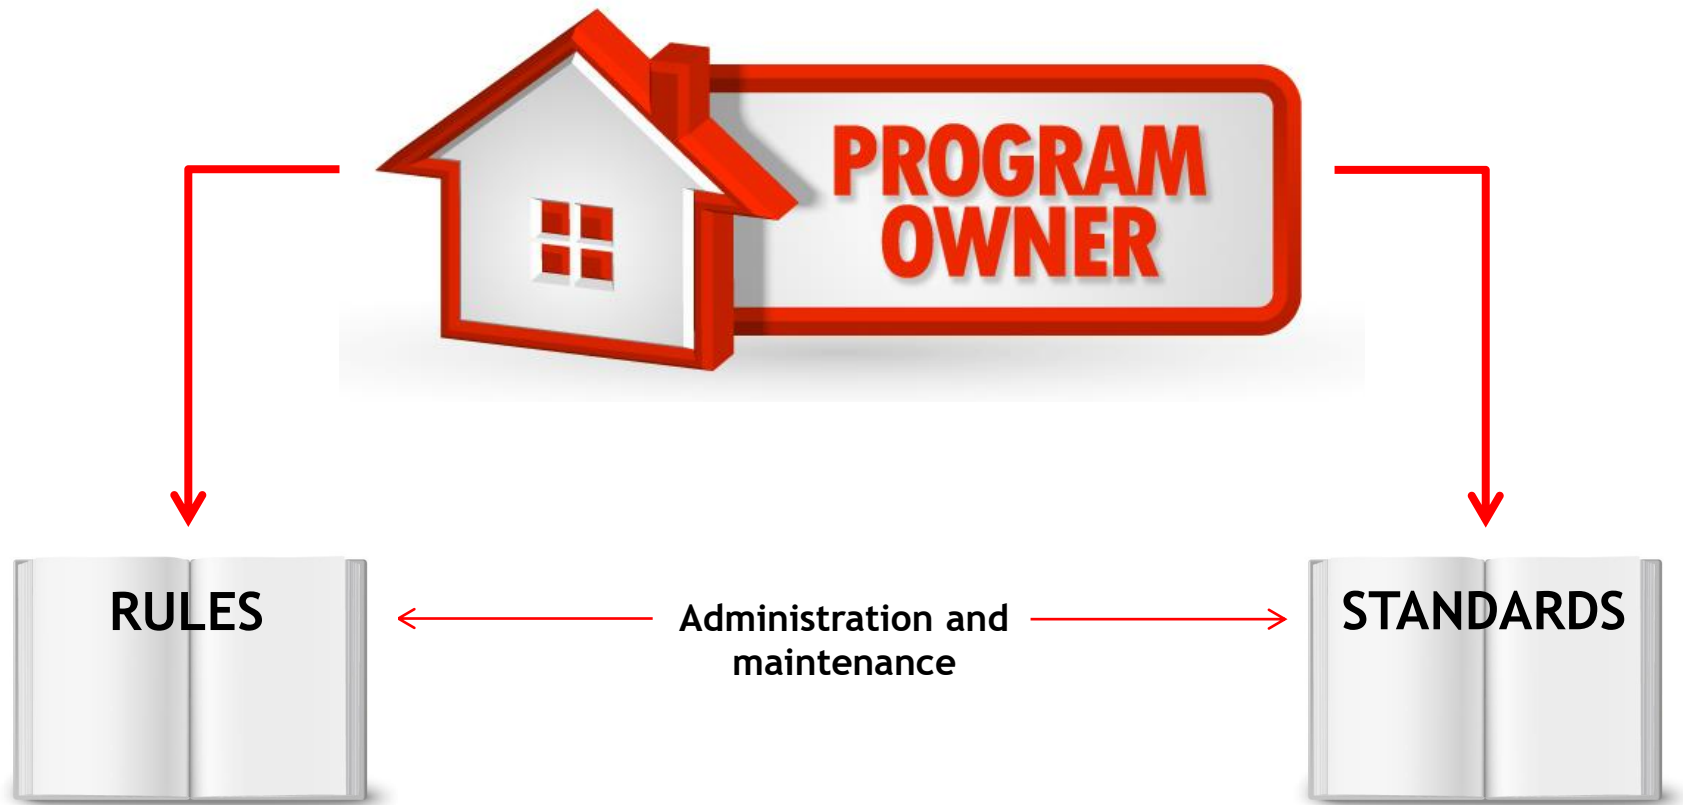 PROGRAM
OWNER
RULES
Administration and
maintenance
STANDARDS